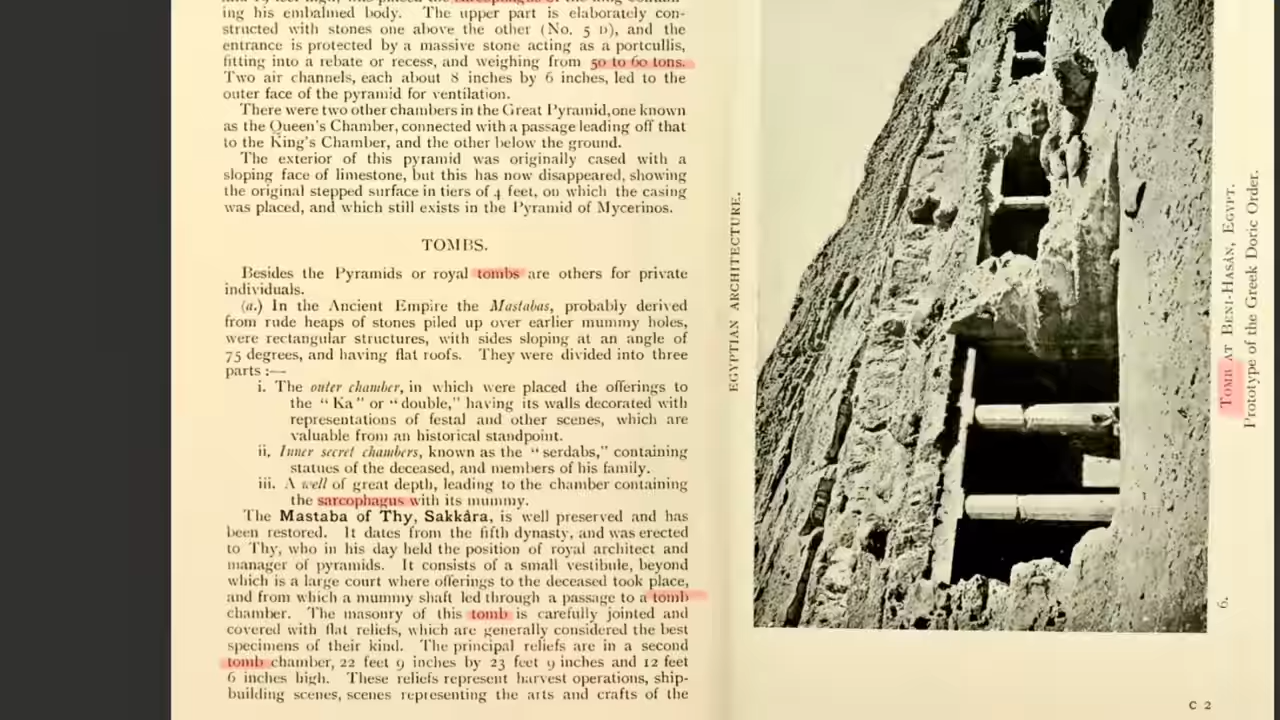 ing his embalmed body. The upper part is elaborately con-
structed with stones one above the other (No. 5 D), and the
entrance is protected by a massive stone acting as a portcullis,
fitting into a rebate or recess, and weighing from 50 to 60 tons.
Two air channels, each about 8 inches by 6 inches, led to the
outer face of the pyramid for ventilation.
There were two other chambers in the Great Pyramid, one known
as the Queen's Chamber, connected with a passage leading off that
to the King's Chamber, and the other below the ground.
The exterior of this pyramid was originally cased with a
sloping face of limestone, but this has now disappeared, showing
the original stepped surface in tiers of 4 feet, on which the casing
was placed, and which still exists in the Pyramid of Mycerinos.
TOMBS.
Besides the Pyramids or royal tombs are others for private
individuals.
(a.) In the Ancient Empire the Mastabas, probably derived
from rude heaps of stones piled up over earlier mummy holes,
were rectangular structures, with sides sloping at an angle of
75 degrees, and having flat roofs. They were divided into three
parts :—
i. The outer chamber, in which were placed the offerings to
the “ Ka” or “double,” having its walls decorated with
representations of festal and other scenes, which are
valuable from an historical standpoint.
ii. Inner secret chambers, known as the “serdabs,” containing
statues of the deceased, and members of his family.
iii. A well of great depth, leading to the chamber containing
the sarcophagus with its mummy.
The Mastaba of Thy, Sakkâra, is well preserved and has
been restored. It dates from the fifth dynasty, and was erected
to Thy, who in his day held the position of royal architect and
manager of pyramids. It consists of a small vestibule, beyond
which is a large court where offerings to the deceased took place,
and from which a mummy shaft led through a passage to a tomb
chamber. The masonry of this tomb is carefully jointed and
covered with flat reliefs, which are generally considered the best
specimens of their kind. The principal reliefs are in a second
tomb chamber, 22 feet 9 inches by 23 feet 9 inches and 12 feet
6 inches high. These reliefs represent harvest operations, ship-
building scenes, scenes representing the arts and crafts of the
EGYPTIAN ARCHITECTURE.
TOMB AT BENI-HASÂN, EGYPT.
Prototype of the Greek Doric Order.
6.
C 2